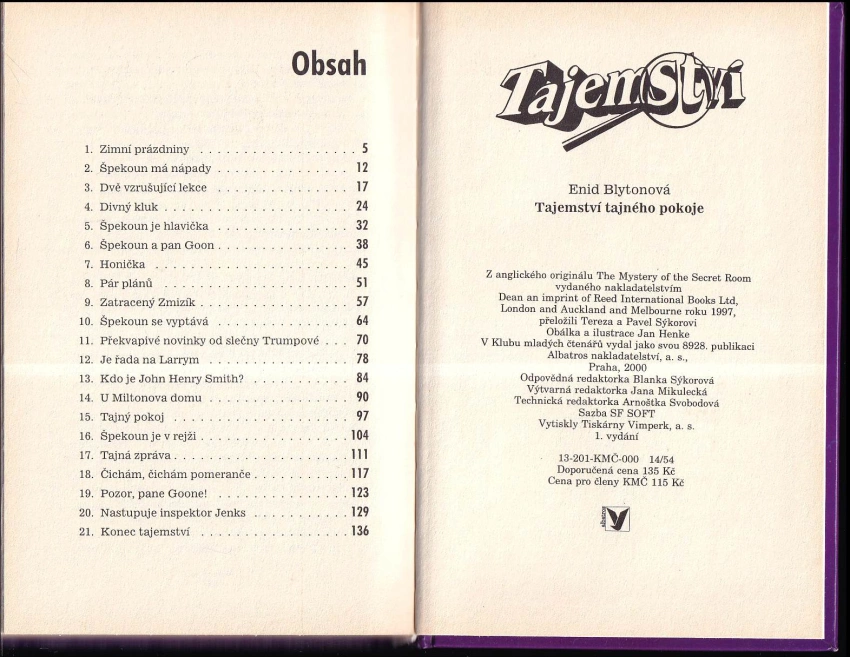 Obsah
1. Zimní prázdniny . . . . . . . . . . . . . . . . . . 5
2. Špekoun má nápady . . . . . . . . . . . . . . . 12
3. Dvě vzrušující lekce . . . . . . . . . . . . . . . . 17
4. Divný kluk . . . . . . . . . . . . . . . . . . . . . 24
5. Špekoun je hlavička . . . . . . . . . . . . . . . . 32
6. Špekoun a pan Goon . . . . . . . . . . . . . . . 38
7. Honička . . . . . . . . . . . . . . . . . . . . . . 45
8. Pár plánů . . . . . . . . . . . . . . . . . . . . . 51
9. Zatracený Zmizík . . . . . . . . . . . . . . . . . 57
10. Špekoun se vyptává . . . . . . . . . . . . . . . . 64
11. Překvapivé novinky od slečny Trumpové . . . 70
12. Je řada na Larrym . . . . . . . . . . . . . . . . . 78
13. Kdo je John Henry Smith? . . . . . . . . . . . . 84
14. U Miltonova domu . . . . . . . . . . . . . . . . . 90
15. Tajný pokoj . . . . . . . . . . . . . . . . . . . . 97
16. Špekoun je v rejži . . . . . . . . . . . . . . . . . 104
17. Tajná zpráva . . . . . . . . . . . . . . . . . . . . 111
18. Čichám, čichám pomeranče . . . . . . . . . . . 117
19. Pozor, pane Goone! . . . . . . . . . . . . . . . . 123
20. Nastupuje inspektor Jenks . . . . . . . . . . . . 129
21. Konec tajemství . . . . . . . . . . . . . . . . . . 136
Tajemství
Enid Blytonová
Tajemství tajného pokoje
Z anglického originálu The Mystery of the Secret Room
vydaného nakladatelstvím
Dean an imprint of Reed International Books Ltd,
London and Auckland and Melbourne roku 1997,
přeložili Tereza a Pavel Sýkorovi
Obálka a ilustrace Jan Henke
V Klubu mladých čtenářů vydal jako svou 8928. publikaci
Albatros nakladatelství, a. s.,
Praha, 2000
Odpovědná redaktorka Blanka Sýkorová
Výtvarná redaktorka Jana Mikulecká
Technická redaktorka Arnoštka Svobodová
Sazba SF SOFT
Vytiskly Tiskárny Vimperk, a. s.
1. vydání
13-201-KMČ-000 14/54
Doporučená cena 135 Kč
Cena pro členy KMČ 115 Kč
albatros